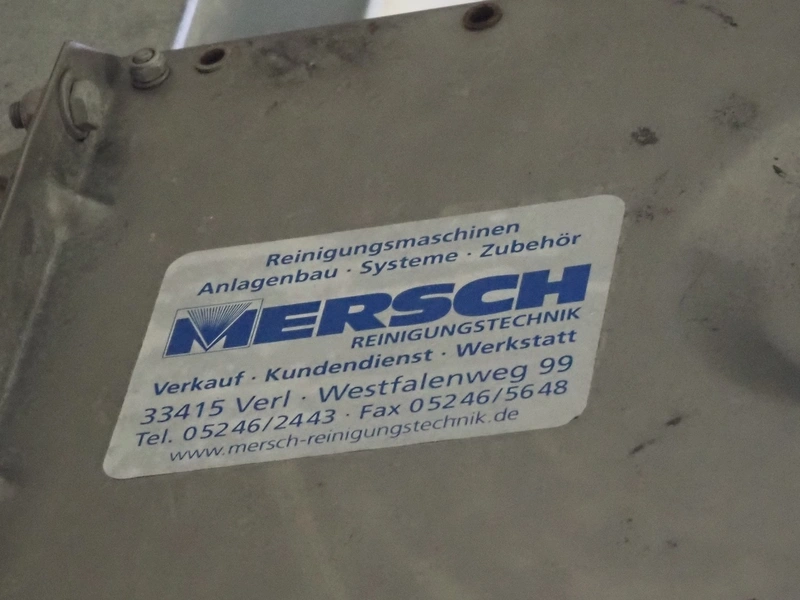 Reinigungsmaschinen
Anlagenbau · Systeme · Zubehör
MERSCH
REINIGUNGSTECHNIK
Verkauf · Kundendienst · Werkstatt
33415 Verl · Westfalenweg 99
Tel. 05246/2443 · Fax 05246/5648
www.mersch-reinigungstechnik.de